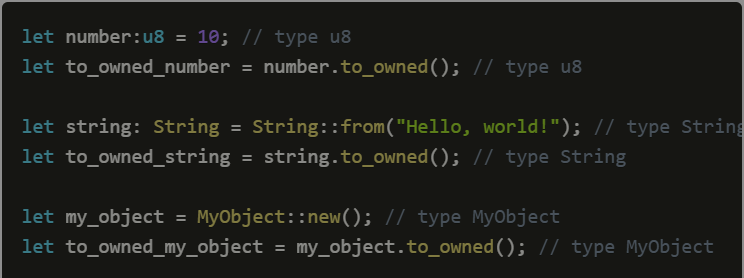 let number:u8 = 10; // type u8
let to_owned_number = number.to_owned(); // type u8
let string: String = String::from("Hello, world!"); // type String
let to_owned_string = string.to_owned(); // type String
let my_object = MyObject::new(); // type MyObject
let to_owned_my_object = my_object.to_owned(); // type MyObject